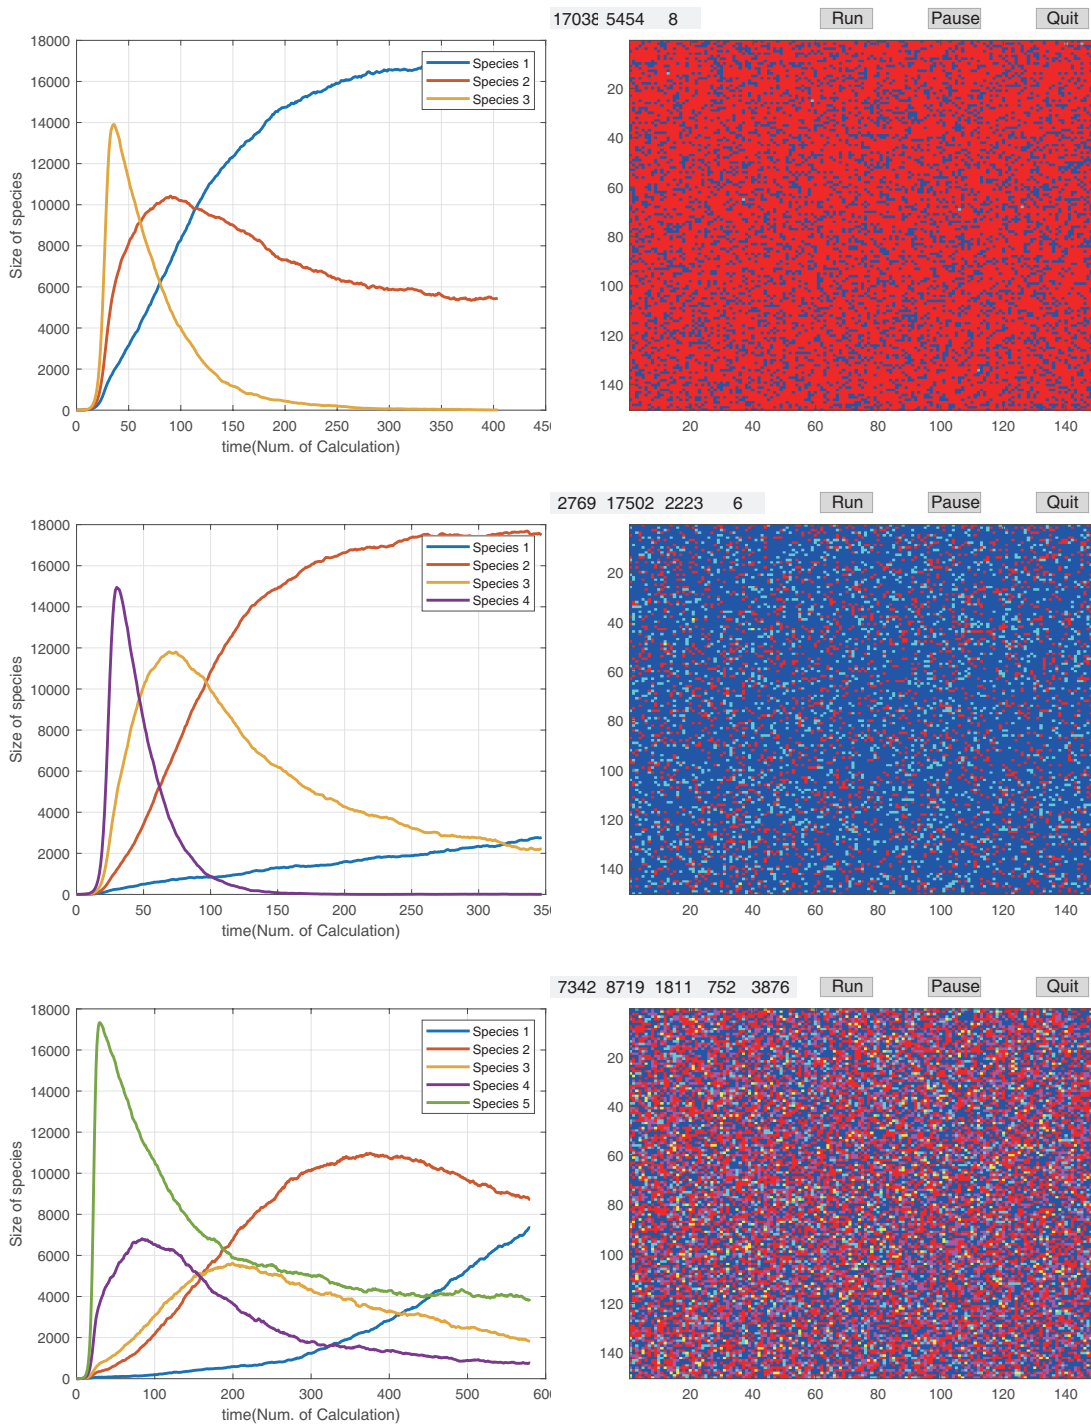 17038 5454 8 Run Pause Quit
18000
16000
14000
12000
10000
8000
6000
4000
2000
0
Size of species
Species 1
Species 2
Species 3
0 50 100 150 200 250 300 350 400 450
time(Num. of Calculation)
20
40
60
80
100
120
140
20 40 60 80 100 120 140
2769 17502 2223 6 Run Pause Quit
18000
16000
14000
12000
10000
8000
6000
4000
2000
0
Size of species
Species 1
Species 2
Species 3
Species 4
0 50 100 150 200 250 300 350
time(Num. of Calculation)
20
40
60
80
100
120
140
20 40 60 80 100 120 140
7342 8719 1811 752 3876 Run Pause Quit
18000
16000
14000
12000
10000
8000
6000
4000
2000
0
Size of species
Species 1
Species 2
Species 3
Species 4
Species 5
0 100 200 300 400 500 600
time(Num. of Calculation)
20
40
60
80
100
120
140
20 40 60 80 100 120 140